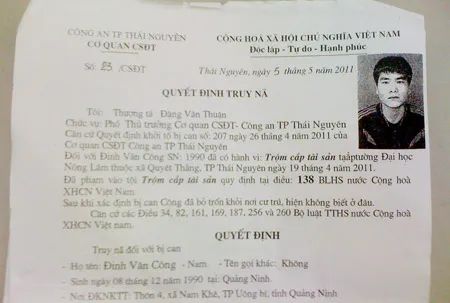 CÔNG AN TP THÁI NGUYÊN
CƠ QUAN CSĐT
Số 23 /CSĐT
CỘNG HOÀ XÃ HỘI CHỦ NGHĨA VIỆT NAM
Độc lập - Tự do - Hạnh phúc
Thái Nguyên, ngày 5 tháng 5 năm 2011
QUYẾT ĐỊNH TRUY NÃ
Tôi: Thượng tá Đặng Văn Thuận
Chức vụ: Phó Thủ trưởng Cơ quan CSĐT- Công an TP Thái Nguyên
Căn cứ Quyết định khởi tố bị can số: 207 ngày 26 tháng 4 năm 2011 của
Cơ quan CSĐT Công an TP Thái Nguyên
Đối với Đinh Văn Công SN: 1990 đã có hành vi: Trộm cắp tài sản tạiptường Đại học
Nông Lâm thuộc xã Quyết Thắng, TP Thái Nguyên ngày 19 tháng 4 năm 2011.
Đã phạm vào tội Trộm cắp tài sản quy định tại điều: 138 BLHS nước Cộng hoà
XHCN Việt Nam.
Sau khi xác định bị can Công đã bỏ trốn khỏi nơi cư trú, hiện không biết ở đâu.
Căn cứ các Điều 34, 82, 161, 169, 187, 256 và 260 Bộ luật TTHS nước Cộng hoà
XHCN Việt nam.
QUYẾT ĐỊNH
Truy nã đối với bị can
- Họ tên: Đinh Văn Công - Nam - Tên gọi khác: Không
- Sinh ngày 08 tháng 12 năm 1990 tại: Quảng Ninh
- Nơi ĐKNKTT: Thôn 4, xã Nam Khê, TP Uông bí, tỉnh Quảng Ninh